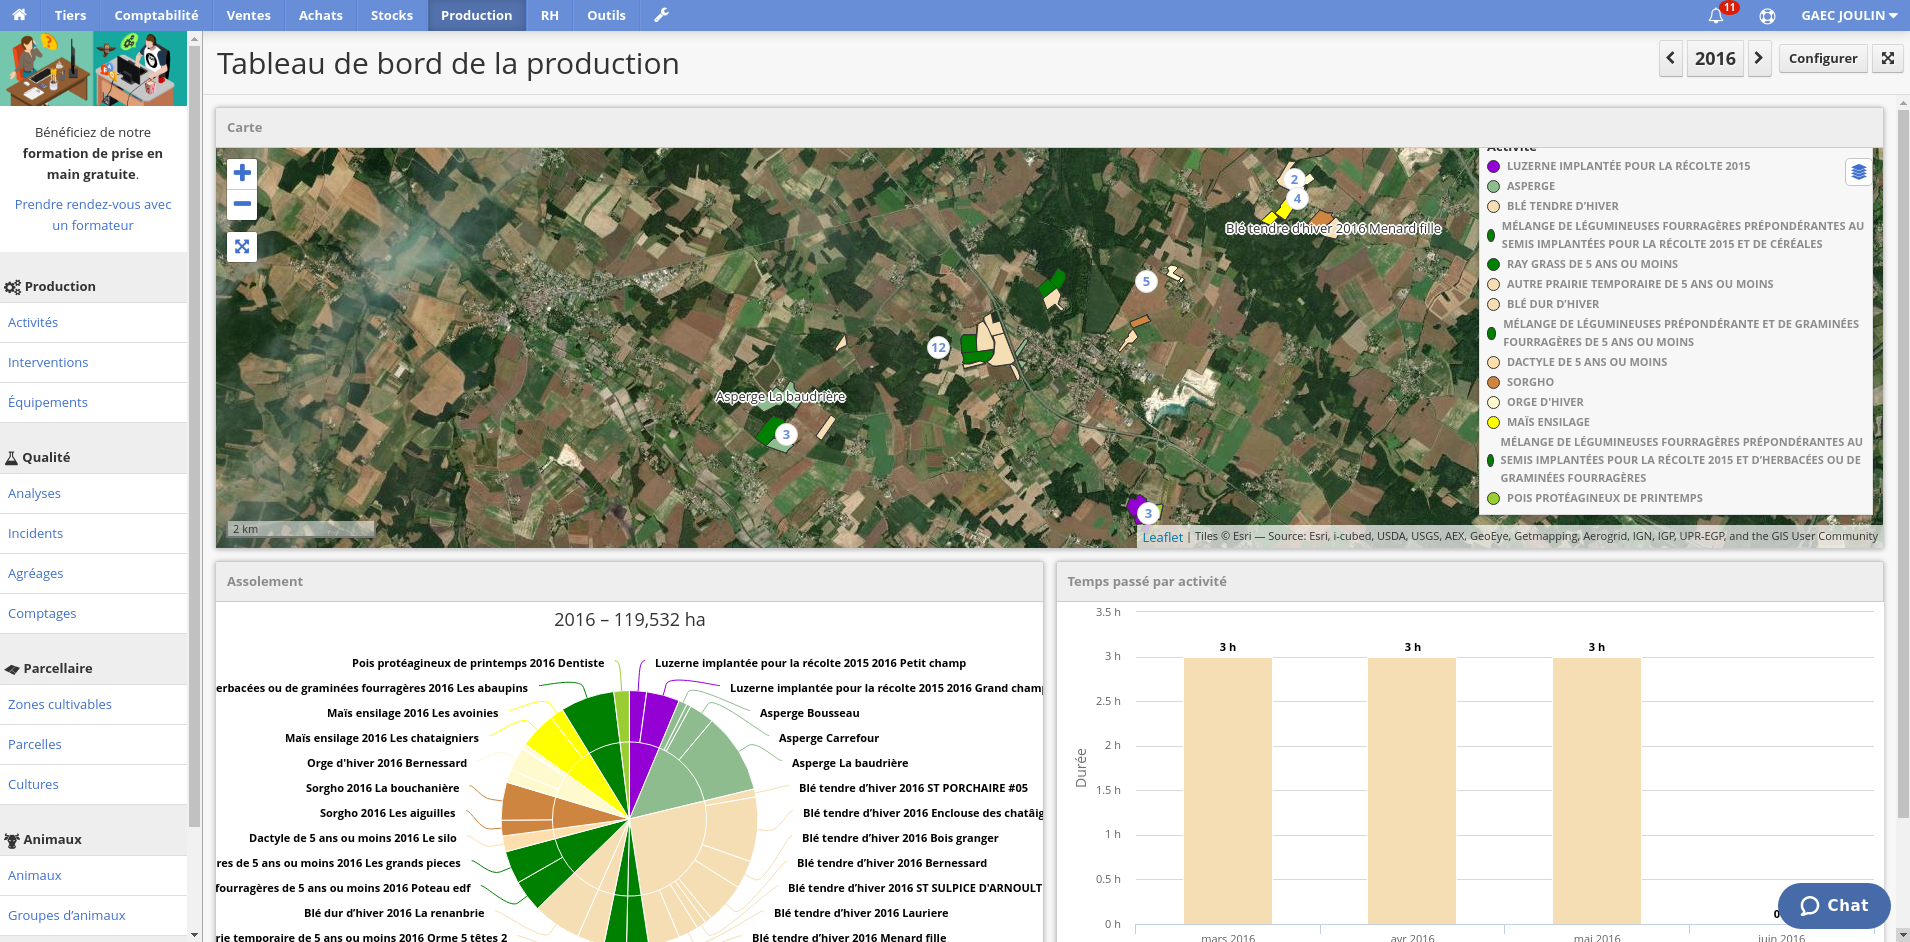 Tiers Comptabilité Ventes Achats Stocks Production RH Outils 11 GAEC JOULIN
Bénéficiez de notre
formation de prise en
main gratuite.
Prendre rendez-vous avec
un formateur
Production
Activités
Interventions
Équipements
Qualité
Analyses
Incidents
Agréages
Comptages
Parcellaire
Zones cultivables
Parcelles
Cultures
Animaux
Animaux
Groupes d’animaux
Tableau de bord de la production
2016 Configurer
Carte
2
4
Blé tendre d’hiver 2016 Menard fille
5
12
Asperge La baudrière
3
3
2 km
Activité
LUZERNE IMPLANTÉE POUR LA RÉCOLTE 2015
ASPERGE
BLÉ TENDRE D’HIVER
MÉLANGE DE LÉGUMINEUSES FOURRAGÈRES PRÉPONDÉRANTES AU
SEMIS IMPLANTÉES POUR LA RÉCOLTE 2015 ET DE CÉRÉALES
RAY GRASS DE 5 ANS OU MOINS
AUTRE PRAIRIE TEMPORAIRE DE 5 ANS OU MOINS
BLÉ DUR D’HIVER
MÉLANGE DE LÉGUMINEUSES PRÉPONDÉRANTE ET DE GRAMINÉES
FOURRAGÈRES DE 5 ANS OU MOINS
DACTYLE DE 5 ANS OU MOINS
SORGHO
ORGE D'HIVER
MAÏS ENSILAGE
MÉLANGE DE LÉGUMINEUSES FOURRAGÈRES PRÉPONDÉRANTES AU
SEMIS IMPLANTÉES POUR LA RÉCOLTE 2015 ET D’HERBACÉES OU DE
GRAMINÉES FOURRAGÈRES
POIS PROTÉAGINEUX DE PRINTEMPS
Leaflet | Tiles © Esri — Source: Esri, i-cubed, USDA, USGS, AEX, GeoEye, Getmapping, Aerogrid, IGN, IGP, UPR-EGP, and the GIS User Community
Assolement
2016 – 119,532 ha
Pois protéagineux de printemps 2016 Dentiste
Luzerne implantée pour la récolte 2015 2016 Petit champ
erbacées ou de graminées fourragères 2016 Les abaupins
Luzerne implantée pour la récolte 2015 2016 Grand champ
Maïs ensilage 2016 Les avoinies
Asperge Bousseau
Maïs ensilage 2016 Les chataigniers
Asperge Carrefour
Orge d'hiver 2016 Bernessard
Asperge La baudrière
Sorgho 2016 La bouchanière
Blé tendre d’hiver 2016 ST PORCHAIRE #05
Sorgho 2016 Les aiguilles
Blé tendre d’hiver 2016 Enclouse des chatâig
Dactyle de 5 ans ou moins 2016 Le silo
Blé tendre d’hiver 2016 Bois granger
res de 5 ans ou moins 2016 Les grands pieces
Blé tendre d’hiver 2016 Bernessard
fourragères de 5 ans ou moins 2016 Poteau edf
Blé tendre d’hiver 2016 ST SULPICE D'ARNOULT
Blé dur d’hiver 2016 La renanbrie
Blé tendre d’hiver 2016 Lauriere
rie temporaire de 5 ans ou moins 2016 Orme 5 têtes 2
Blé tendre d’hiver 2016 Menard fille
Temps passé par activité
Durée
3.5 h
3 h
2.5 h
2 h
1.5 h
1 h
0.5 h
0 h
3 h 3 h 3 h 0
mars 2016 avr 2016 mai 2016 juin 2016
Chat